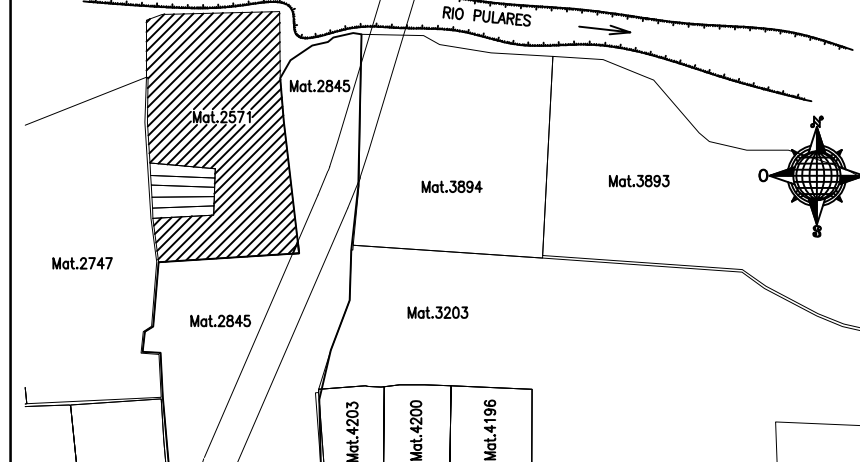 RIO PULARES
Mat.2845
Mat.2571
N
O
Mat.3894
Mat.3893
S
Mat.2747
Mat.2845
Mat.3203
Mat.4203
Mat.4200
Mat.4196